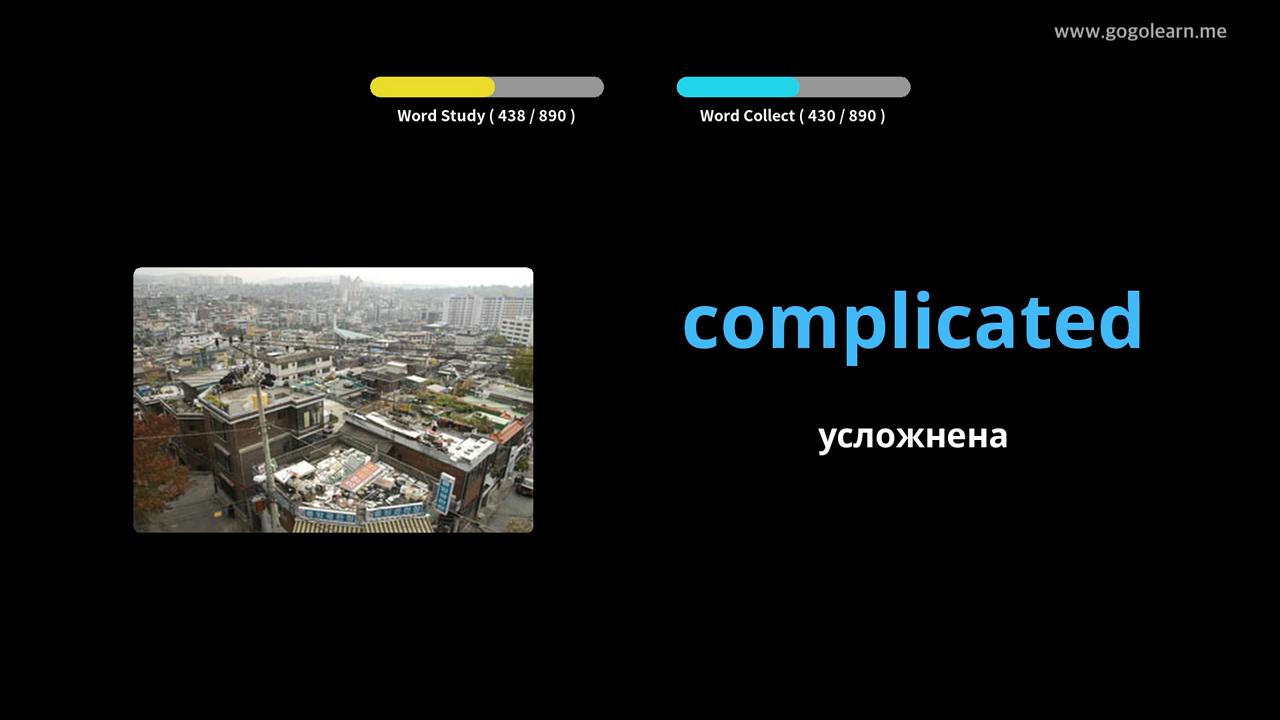 www.gogolearn.me
Word Study ( 438 / 890 )
Word Collect ( 430 / 890 )
complicated
усложнена